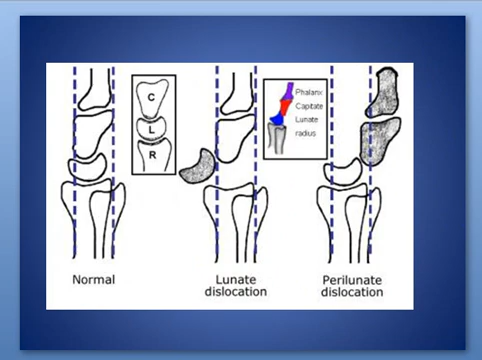 C
L
R
Phalanx
Capitate
Lunate
radius
Normal
Lunate
dislocation
Perilunate
dislocation